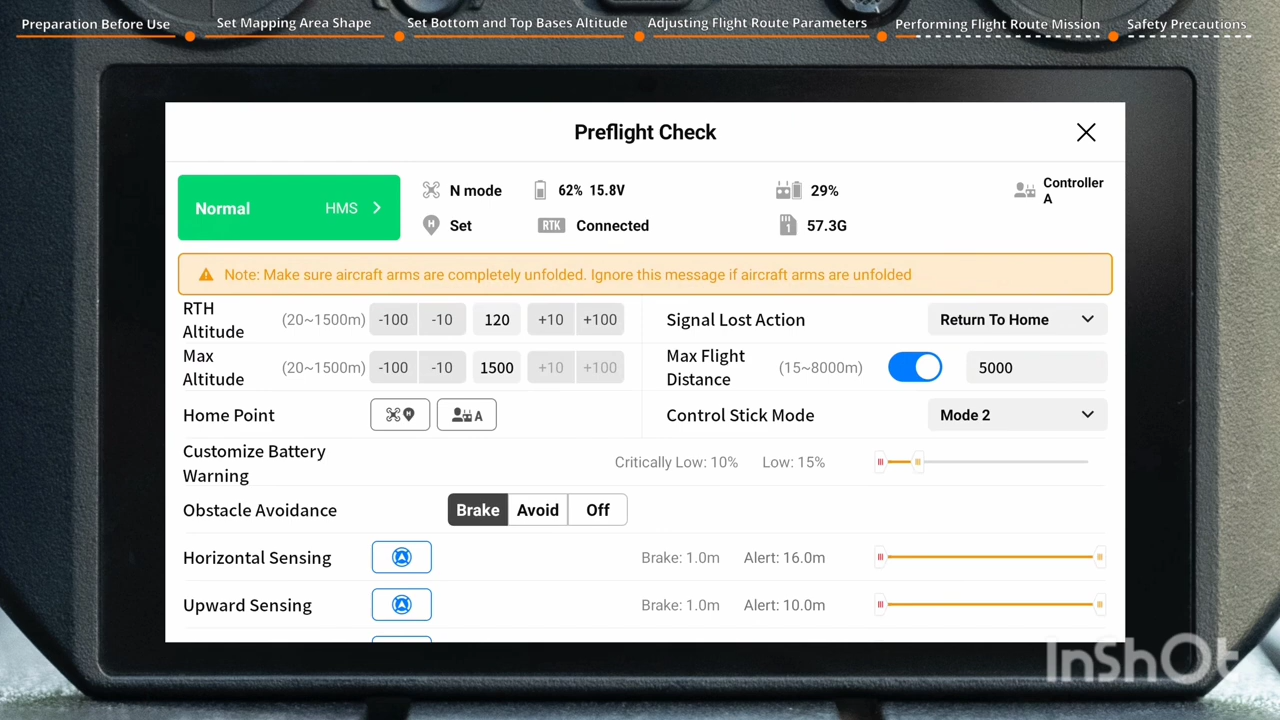 Preparation Before Use
Set Mapping Area Shape
Set Bottom and Top Bases Altitude
Adjusting Flight Route Parameters
Performing Flight Route Mission
Safety Precautions
Preflight Check
Normal HMS
N mode
62% 15.8V
29%
Controller
A
H
Set
RTK Connected
1
57.3G
Note: Make sure aircraft arms are completely unfolded. Ignore this message if aircraft arms are unfolded
RTH
Altitude
(20~1500m) -100 -10 120 +10 +100
Signal Lost Action Return To Home
Max
Altitude
(20~1500m) -100 -10 1500 +10 +100
Max Flight
Distance
(15~8000m) 5000
Home Point H A
Control Stick Mode Mode 2
Customize Battery
Warning
Critically Low: 10% Low: 15%
Obstacle Avoidance Brake Avoid Off
Horizontal Sensing Brake: 1.0m Alert: 16.0m
Upward Sensing Brake: 1.0m Alert: 10.0m
InShOt